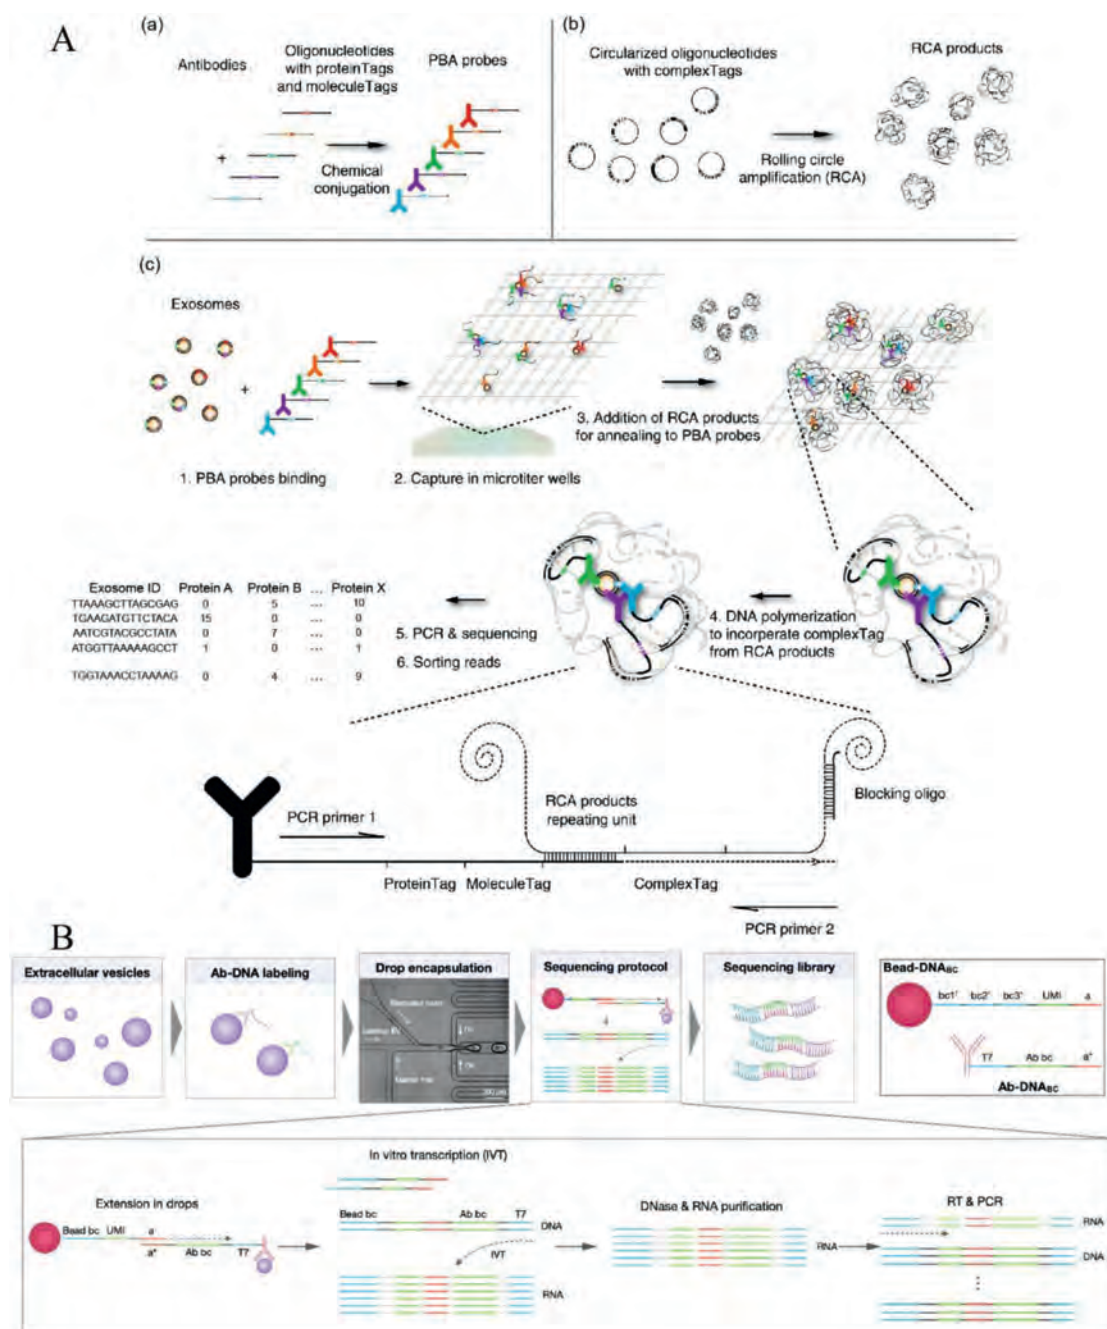 A
(a)
Antibodies
Oligonucleotides
with proteinTags
and moleculeTags
PBA probes
+
Chemical
conjugation
(b)
Circularized oligonucleotides
with complexTags
RCA products
Rolling circle
amplification (RCA)
(c)
Exosomes
+
1. PBA probes binding
2. Capture in microtiter wells
3. Addition of RCA products
for annealing to PBA probes
4. DNA polymerization
to incorperate complexTag
from RCA products
5. PCR & sequencing
6. Sorting reads
Exosome ID Protein A Protein B ... Protein X
TTAAAGCTTAGCGAG 0 5 ... 10
TGAAGATGTTCTACA 15 0 ... 0
AATCGTACGCCTATA 0 7 ... 0
ATGGTTAAAAAGCCT 1 0 ... 1
TGGTAAACCTAAAAG 0 4 ... 9
PCR primer 1
RCA products
repeating unit
Blocking oligo
ProteinTag MoleculeTag ComplexTag
PCR primer 2
B
Extracellular vesicles
Ab-DNA labeling
Drop encapsulation
Oil
Oil
Sequencing protocol
Sequencing library
Bead-DNABC
bc1' bc2' bc3' UMI a
T7 Ab bc a*
Ab-DNABC
Extension in drops
Bead bc UMI a
a* Ab bc T7
In vitro transcription (IVT)
Bead bc Ab bc T7
DNA
IVT
RNA
DNase & RNA purification
RNA
RT & PCR
RNA
DNA